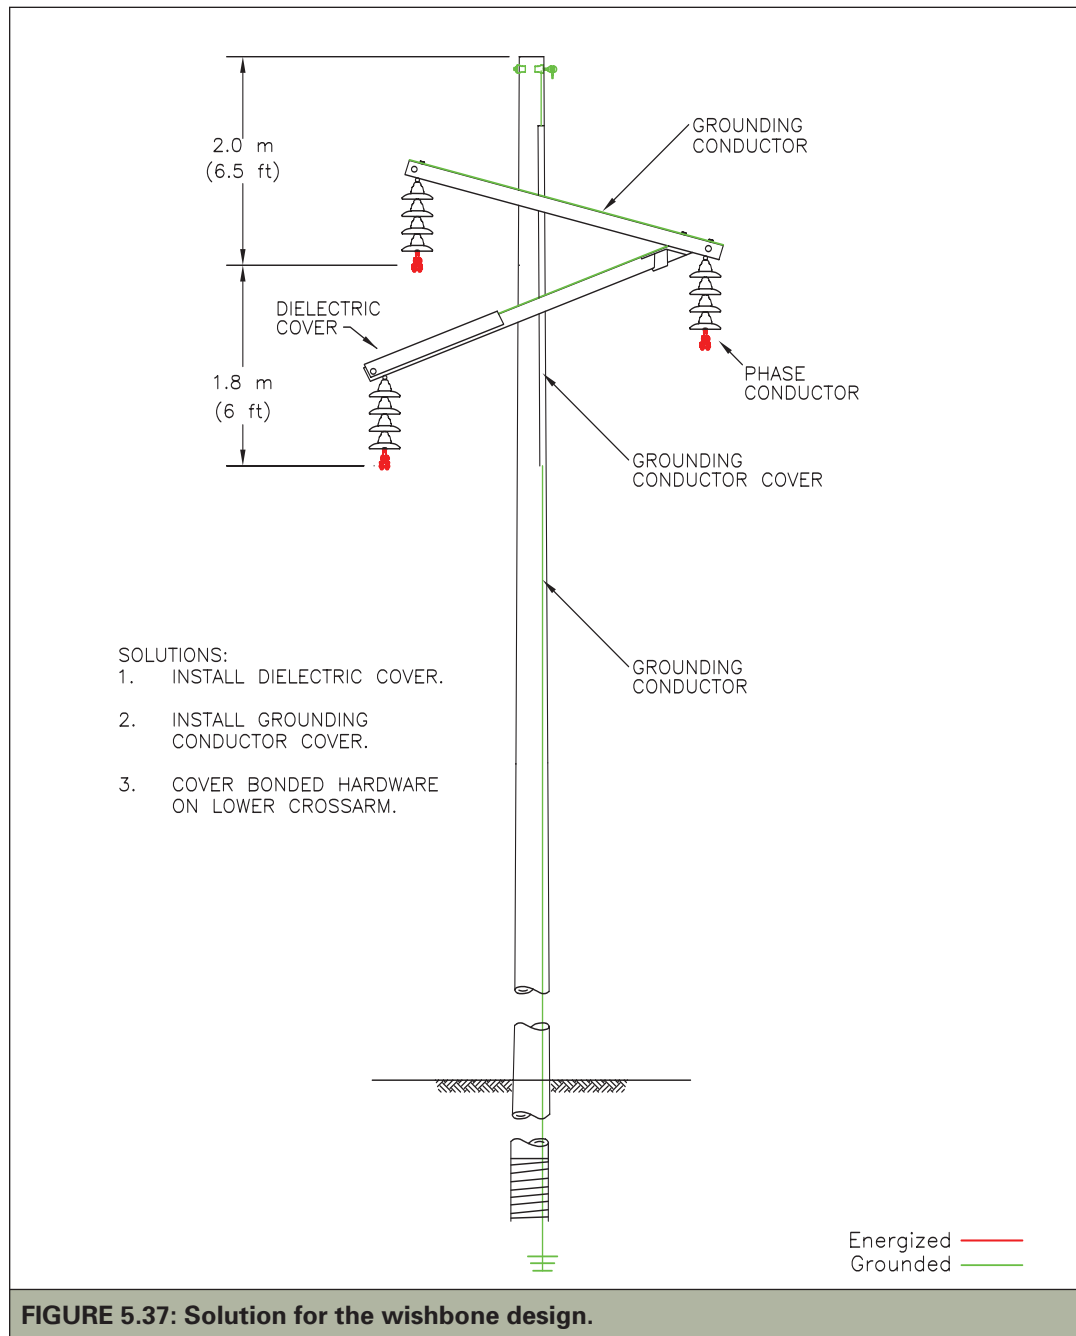 2.0 m
(6.5 ft)
GROUNDING
CONDUCTOR
DIELECTRIC
COVER
1.8 m
(6 ft)
PHASE
CONDUCTOR
GROUNDING
CONDUCTOR COVER
GROUNDING
CONDUCTOR
SOLUTIONS:
1. INSTALL DIELECTRIC COVER.
2. INSTALL GROUNDING
CONDUCTOR COVER.
3. COVER BONDED HARDWARE
ON LOWER CROSSARM.
Energized
Grounded
FIGURE 5.37: Solution for the wishbone design.